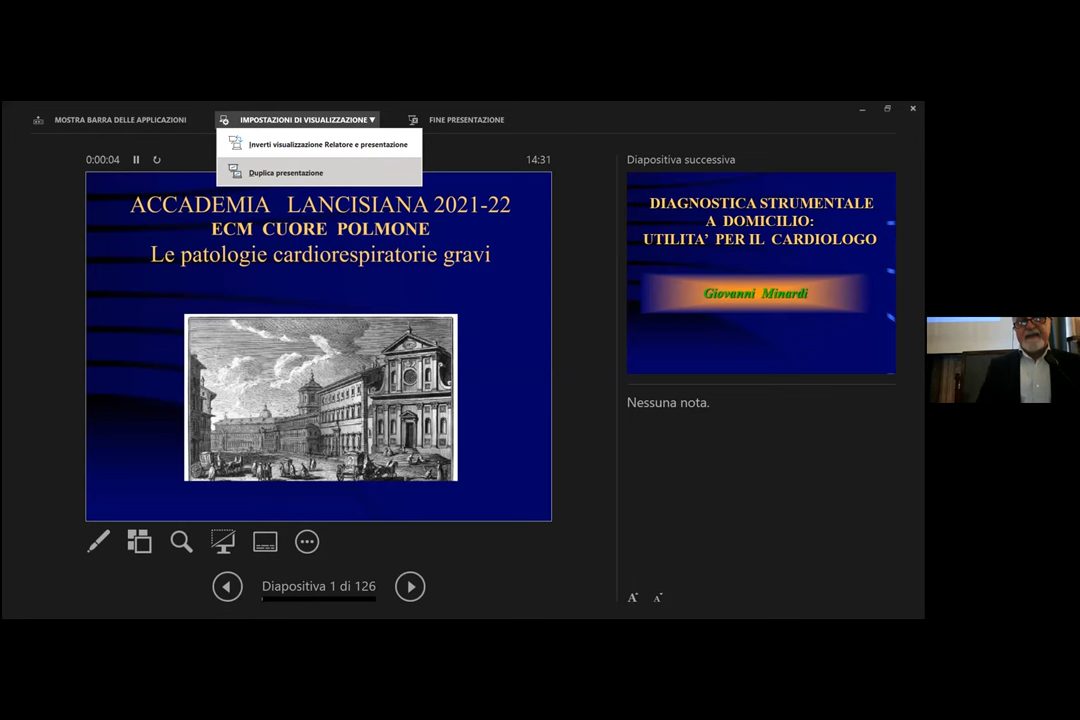 MOSTRA BARRA DELLE APPLICAZIONI
IMPOSTAZIONI DI VISUALIZZAZIONE ▼
FINE PRESENTAZIONE
Inverti visualizzazione Relatore e presentazione
Duplica presentazione
0:00:04
14:31
ACCADEMIA LANCISIANA 2021-22
ECM CUORE POLMONE
Le patologie cardiorespiratorie gravi
Diapositiva 1 di 126
Diapositiva successiva
DIAGNOSTICA STRUMENTALE
A DOMICILIO:
UTILITA' PER IL CARDIOLOGO
Giovanni Minardi
Nessuna nota.
A A